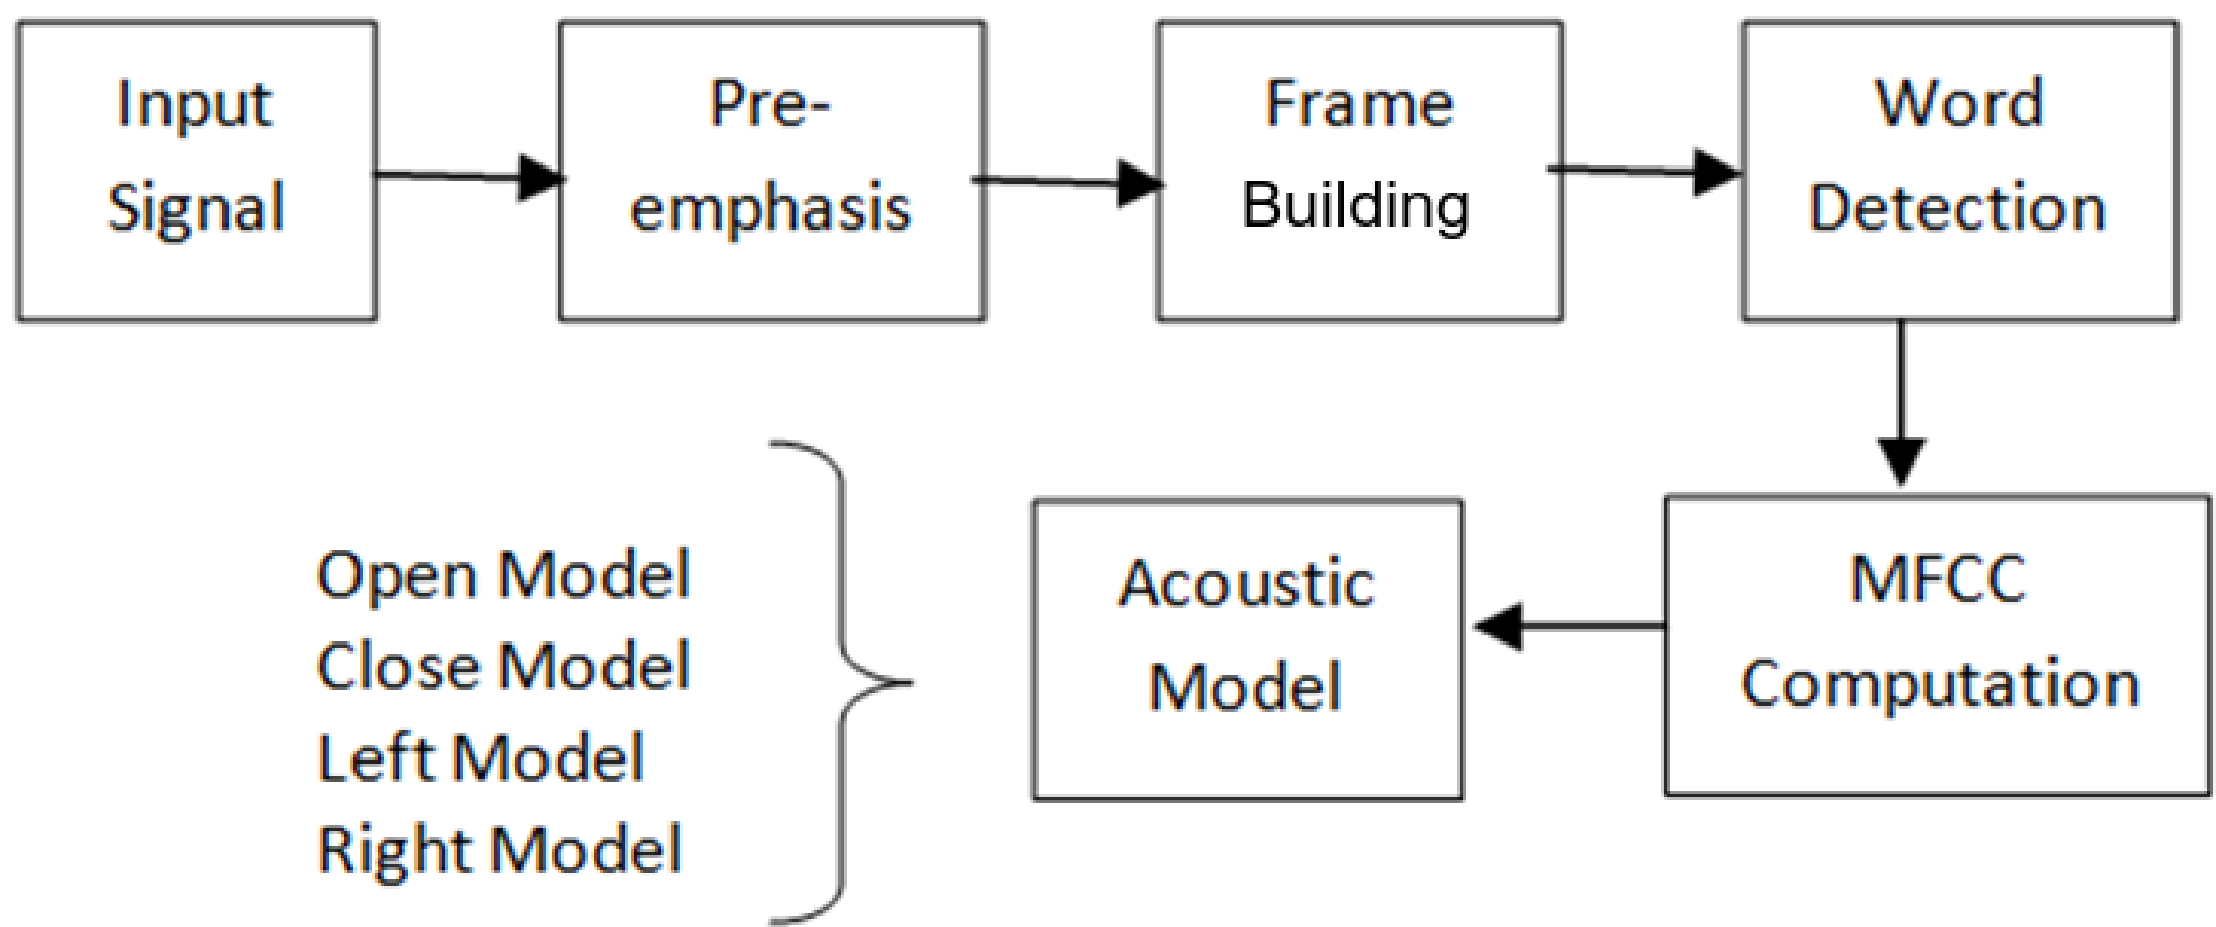 Input
Signal
Pre-
emphasis
Frame
Building
Word
Detection
MFCC
Computation
Acoustic
Model
Open Model
Close Model
Left Model
Right Model